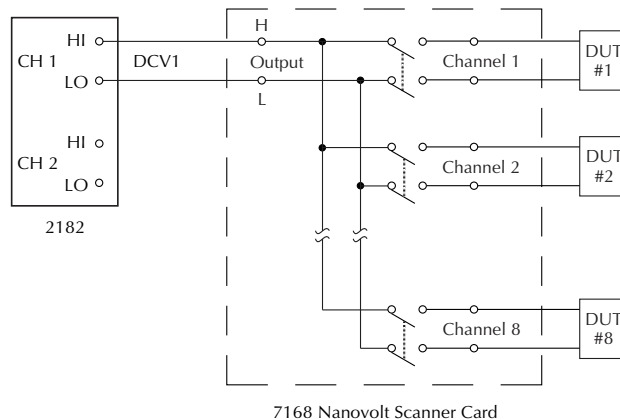 H
HI
CH 1
DCV1
Output
Channel 1
DUT
#1
LO
L
HI
CH 2
LO
Channel 2
DUT
#2
2182
Channel 8
DUT
#8
7168 Nanovolt Scanner Card